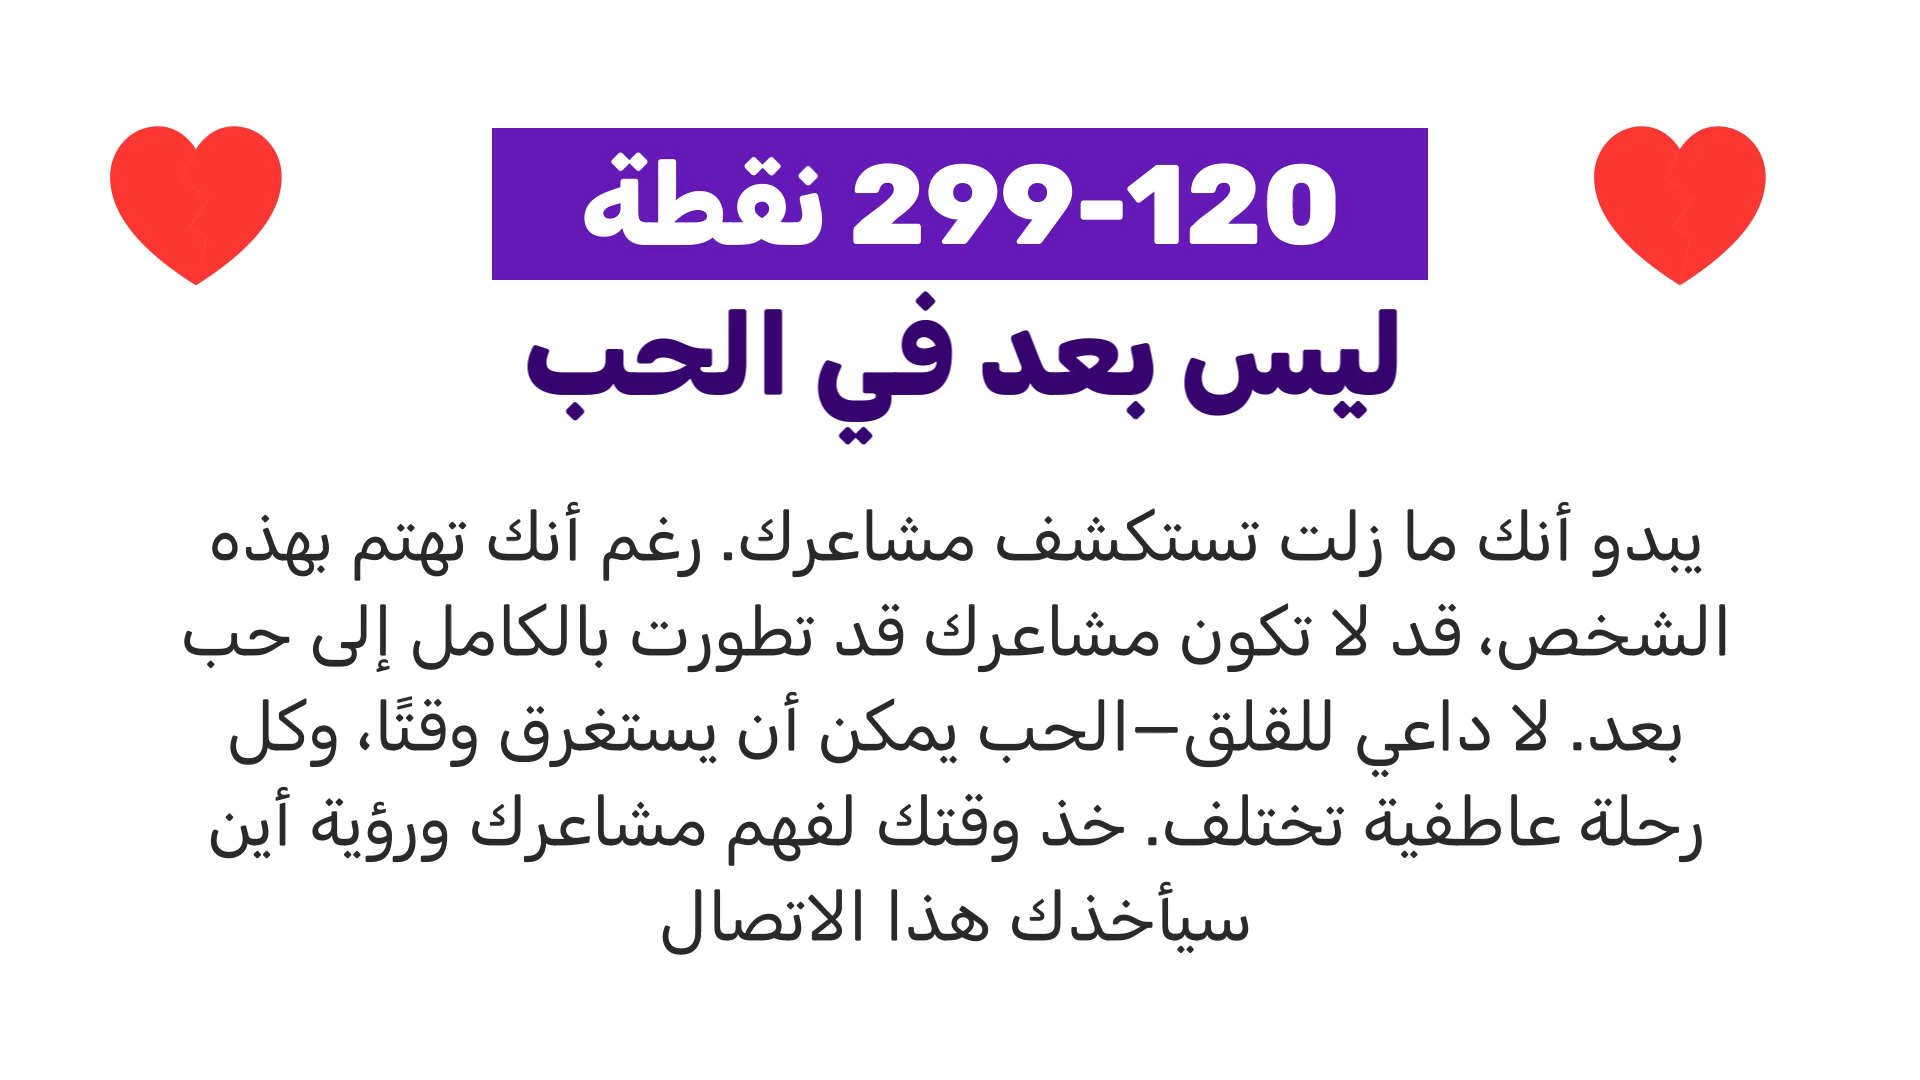 299-120 نقطة
ليس بعد في الحب
يبدو أنك ما زلت تستكشف مشاعرك. رغم أنك تهتم بهذه
الشخص، قد لا تكون مشاعرك قد تطورت بالكامل إلى حب
بعد. لا داعي للقلق—الحب يمكن أن يستغرق وقتًا، وكل
رحلة عاطفية تختلف. خذ وقتك لفهم مشاعرك ورؤية أين
سيأخذك هذا الاتصال